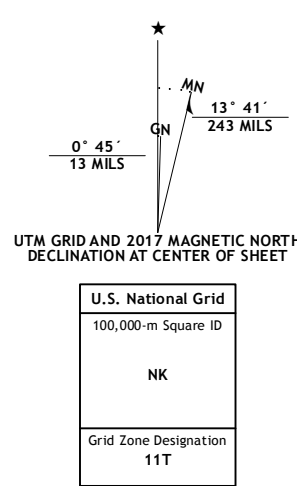 ★
MN
GN
13° 41´
243 MILS
0° 45´
13 MILS
UTM GRID AND 2017 MAGNETIC NORTH
DECLINATION AT CENTER OF SHEET
U.S. National Grid
100,000-m Square ID
NK
Grid Zone Designation
11T